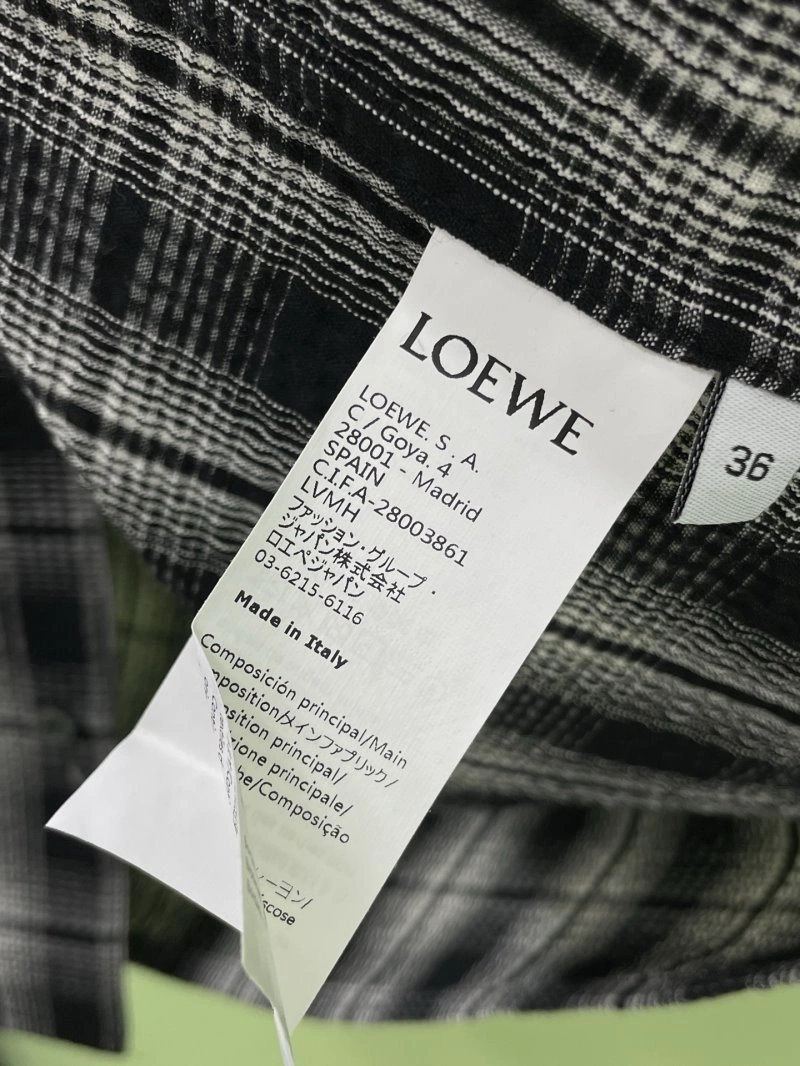 LOEWE
LOEWE. S . A.
C / Goya. 4
28001 - Madrid
SPAIN
C.I.F.A-28003861
LVMH
ファッション・グループ・
ジャパン株式会社
ロエベジャパン
03-6215-6116
Made in Italy
Composición principal/Main
メインファブリック/
principal/
principale/
Composição
36